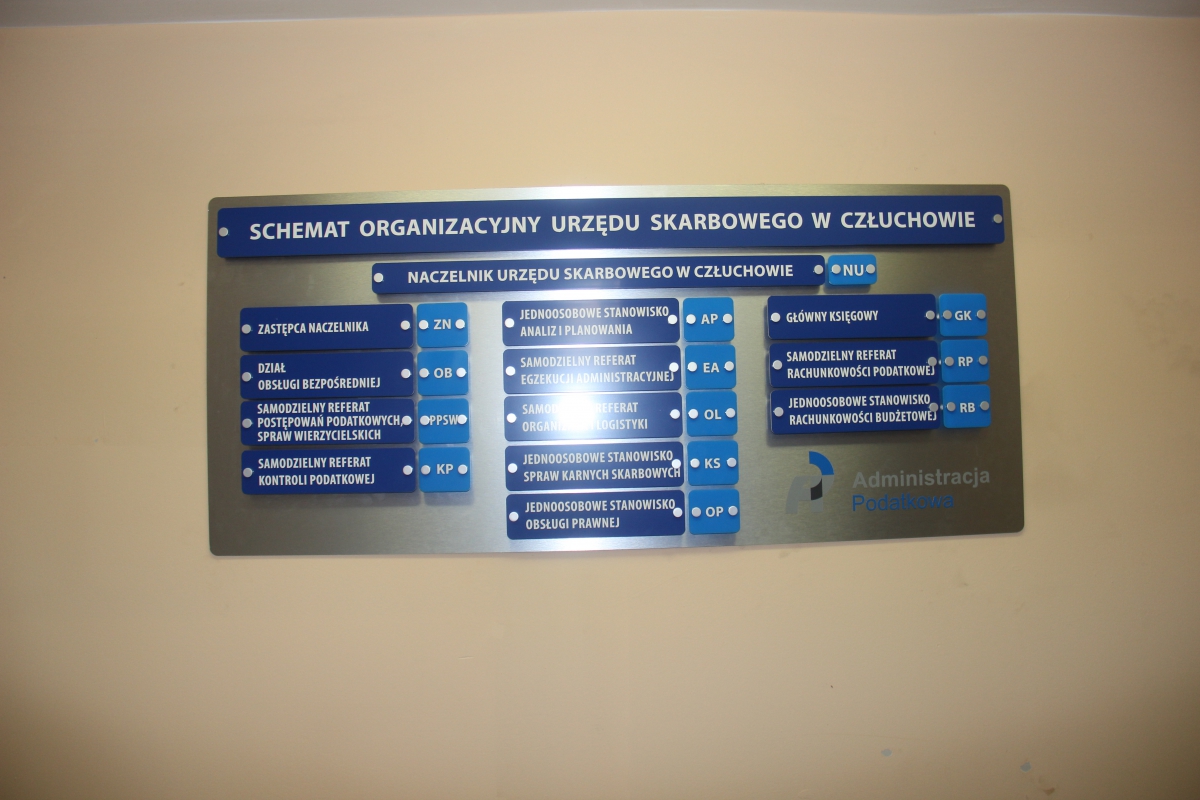 SCHEMAT ORGANIZACYJNY URZĘDU SKARBOWEGO W CZŁUCHOWIE
NACZELNIK URZĘDU SKARBOWEGO W CZŁUCHOWIE
NU
ZASTĘPCA NACZELNIKA
ZN
DZIAŁ
OBSŁUGI BEZPOŚREDNIEJ
OB
SAMODZIELNY REFERAT
POSTĘPOWAŃ PODATKOWYCH,
SPRAW WIERZYCIELSKICH
PPSW
SAMODZIELNY REFERAT
KONTROLI PODATKOWEJ
KP
JEDNOOSOBOWE STANOWISKO
ANALIZ I PLANOWANIA
AP
SAMODZIELNY REFERAT
EGZEKUCJI ADMINISTRACYJNEJ
EA
SAMODZIELNY REFERAT
LOGISTYKI
OL
JEDNOOSOBOWE STANOWISKO
SPRAW KARNYCH SKARBOWYCH
KS
JEDNOOSOBOWE STANOWISKO
OBSŁUGI PRAWNEJ
OP
GŁÓWNY KSIĘGOWY
GK
SAMODZIELNY REFERAT
RACHUNKOWOŚCI PODATKOWEJ
RP
JEDNOOSOBOWE STANOWISKO
RACHUNKOWOŚCI BUDŻETOWEJ
RB
Administracja
Podatkowa